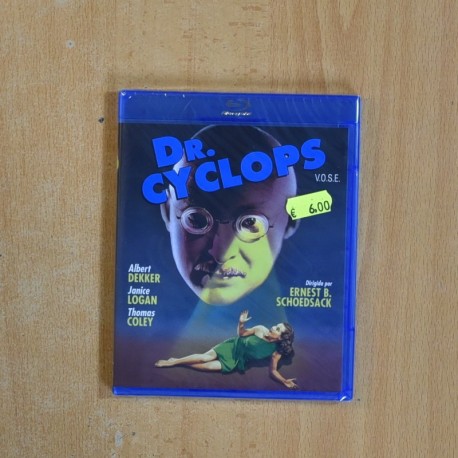 DR.
CYCLOPS
V.O.S.E.
€ 6.00
Albert
DEKKER
Janice
LOGAN
Thomas
COLEY
Dirigida por
ERNEST B.
SCHOEDSACK